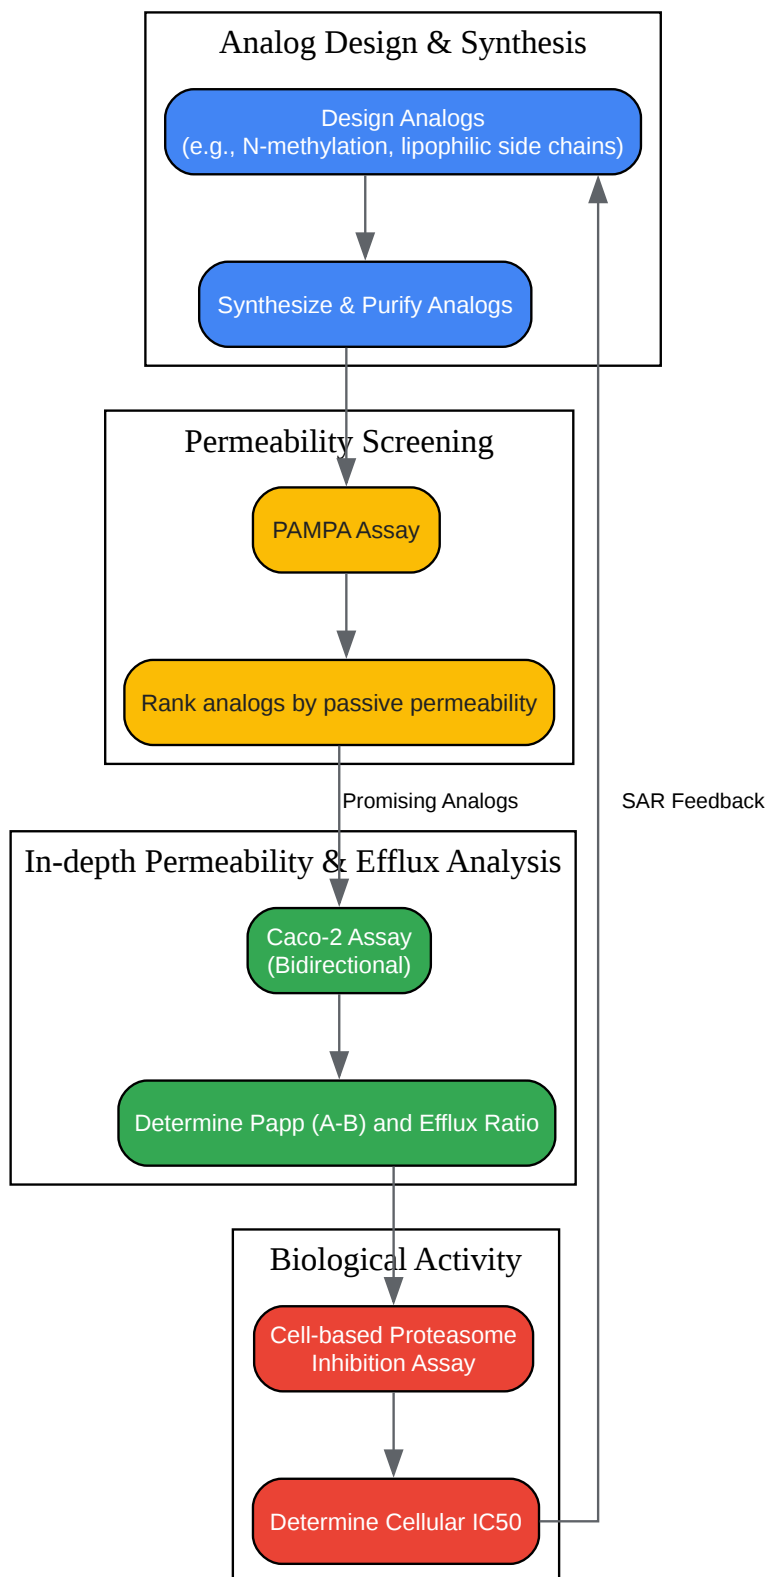 Analog Design & Synthesis
Design Analogs
(e.g., N-methylation, lipophilic side chains)
Synthesize & Purify Analogs
Permeability Screening
PAMPA Assay
Rank analogs by passive permeability
Promising Analogs
SAR Feedback
In-depth Permeability & Efflux Analysis
Caco-2 Assay
(Bidirectional)
Determine Papp (A-B) and Efflux Ratio
Biological Activity
Cell-based Proteasome
Inhibition Assay
Determine Cellular IC50